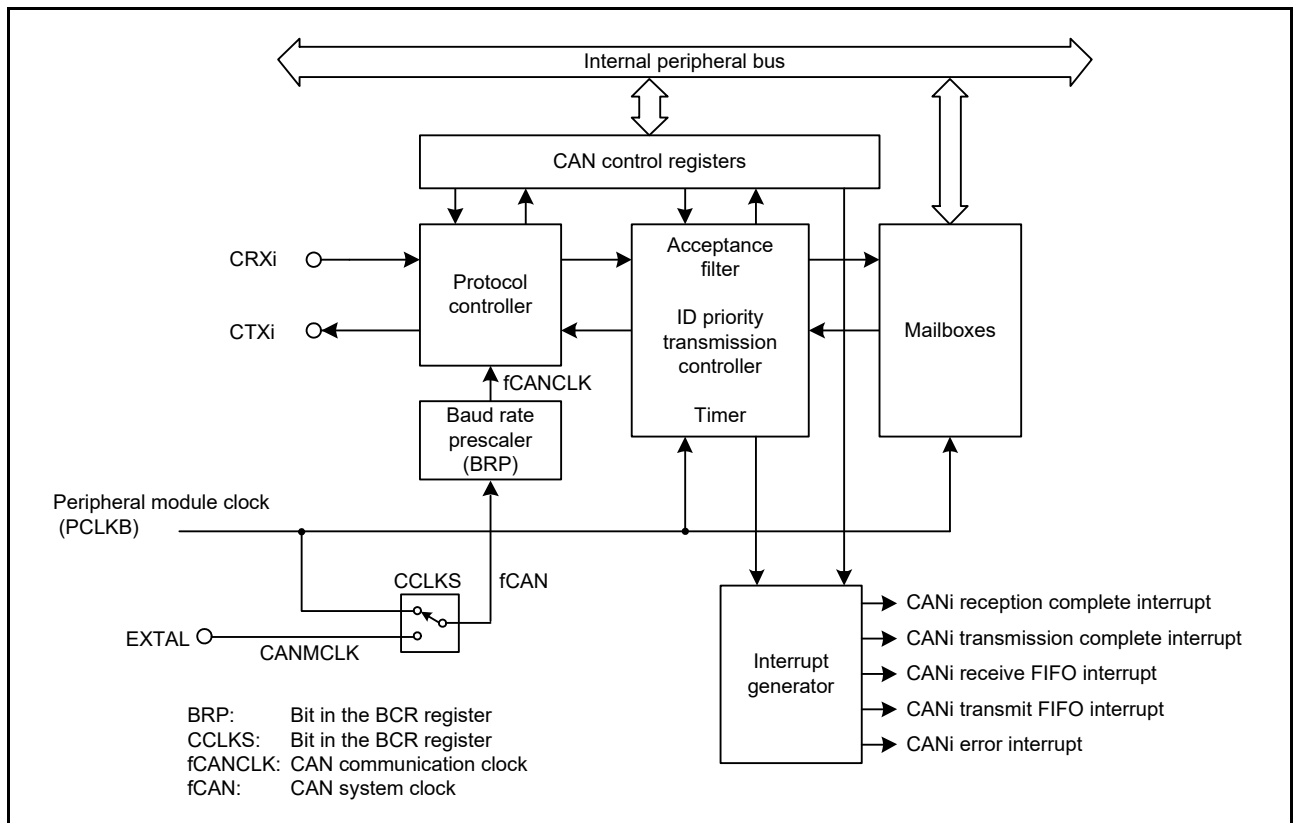 Internal peripheral bus
CAN control registers
CRXi
CTXi
Protocol
controller
Acceptance
filter
ID priority
transmission
controller
Timer
Mailboxes
fCANCLK
Baud rate
prescaler
(BRP)
Peripheral module clock
(PCLKB)
CCLKS
fCAN
EXTAL
CANMCLK
Interrupt
generator
CANi reception complete interrupt
CANi transmission complete interrupt
CANi receive FIFO interrupt
CANi transmit FIFO interrupt
CANi error interrupt
BRP: Bit in the BCR register
CCLKS: Bit in the BCR register
fCANCLK: CAN communication clock
fCAN: CAN system clock